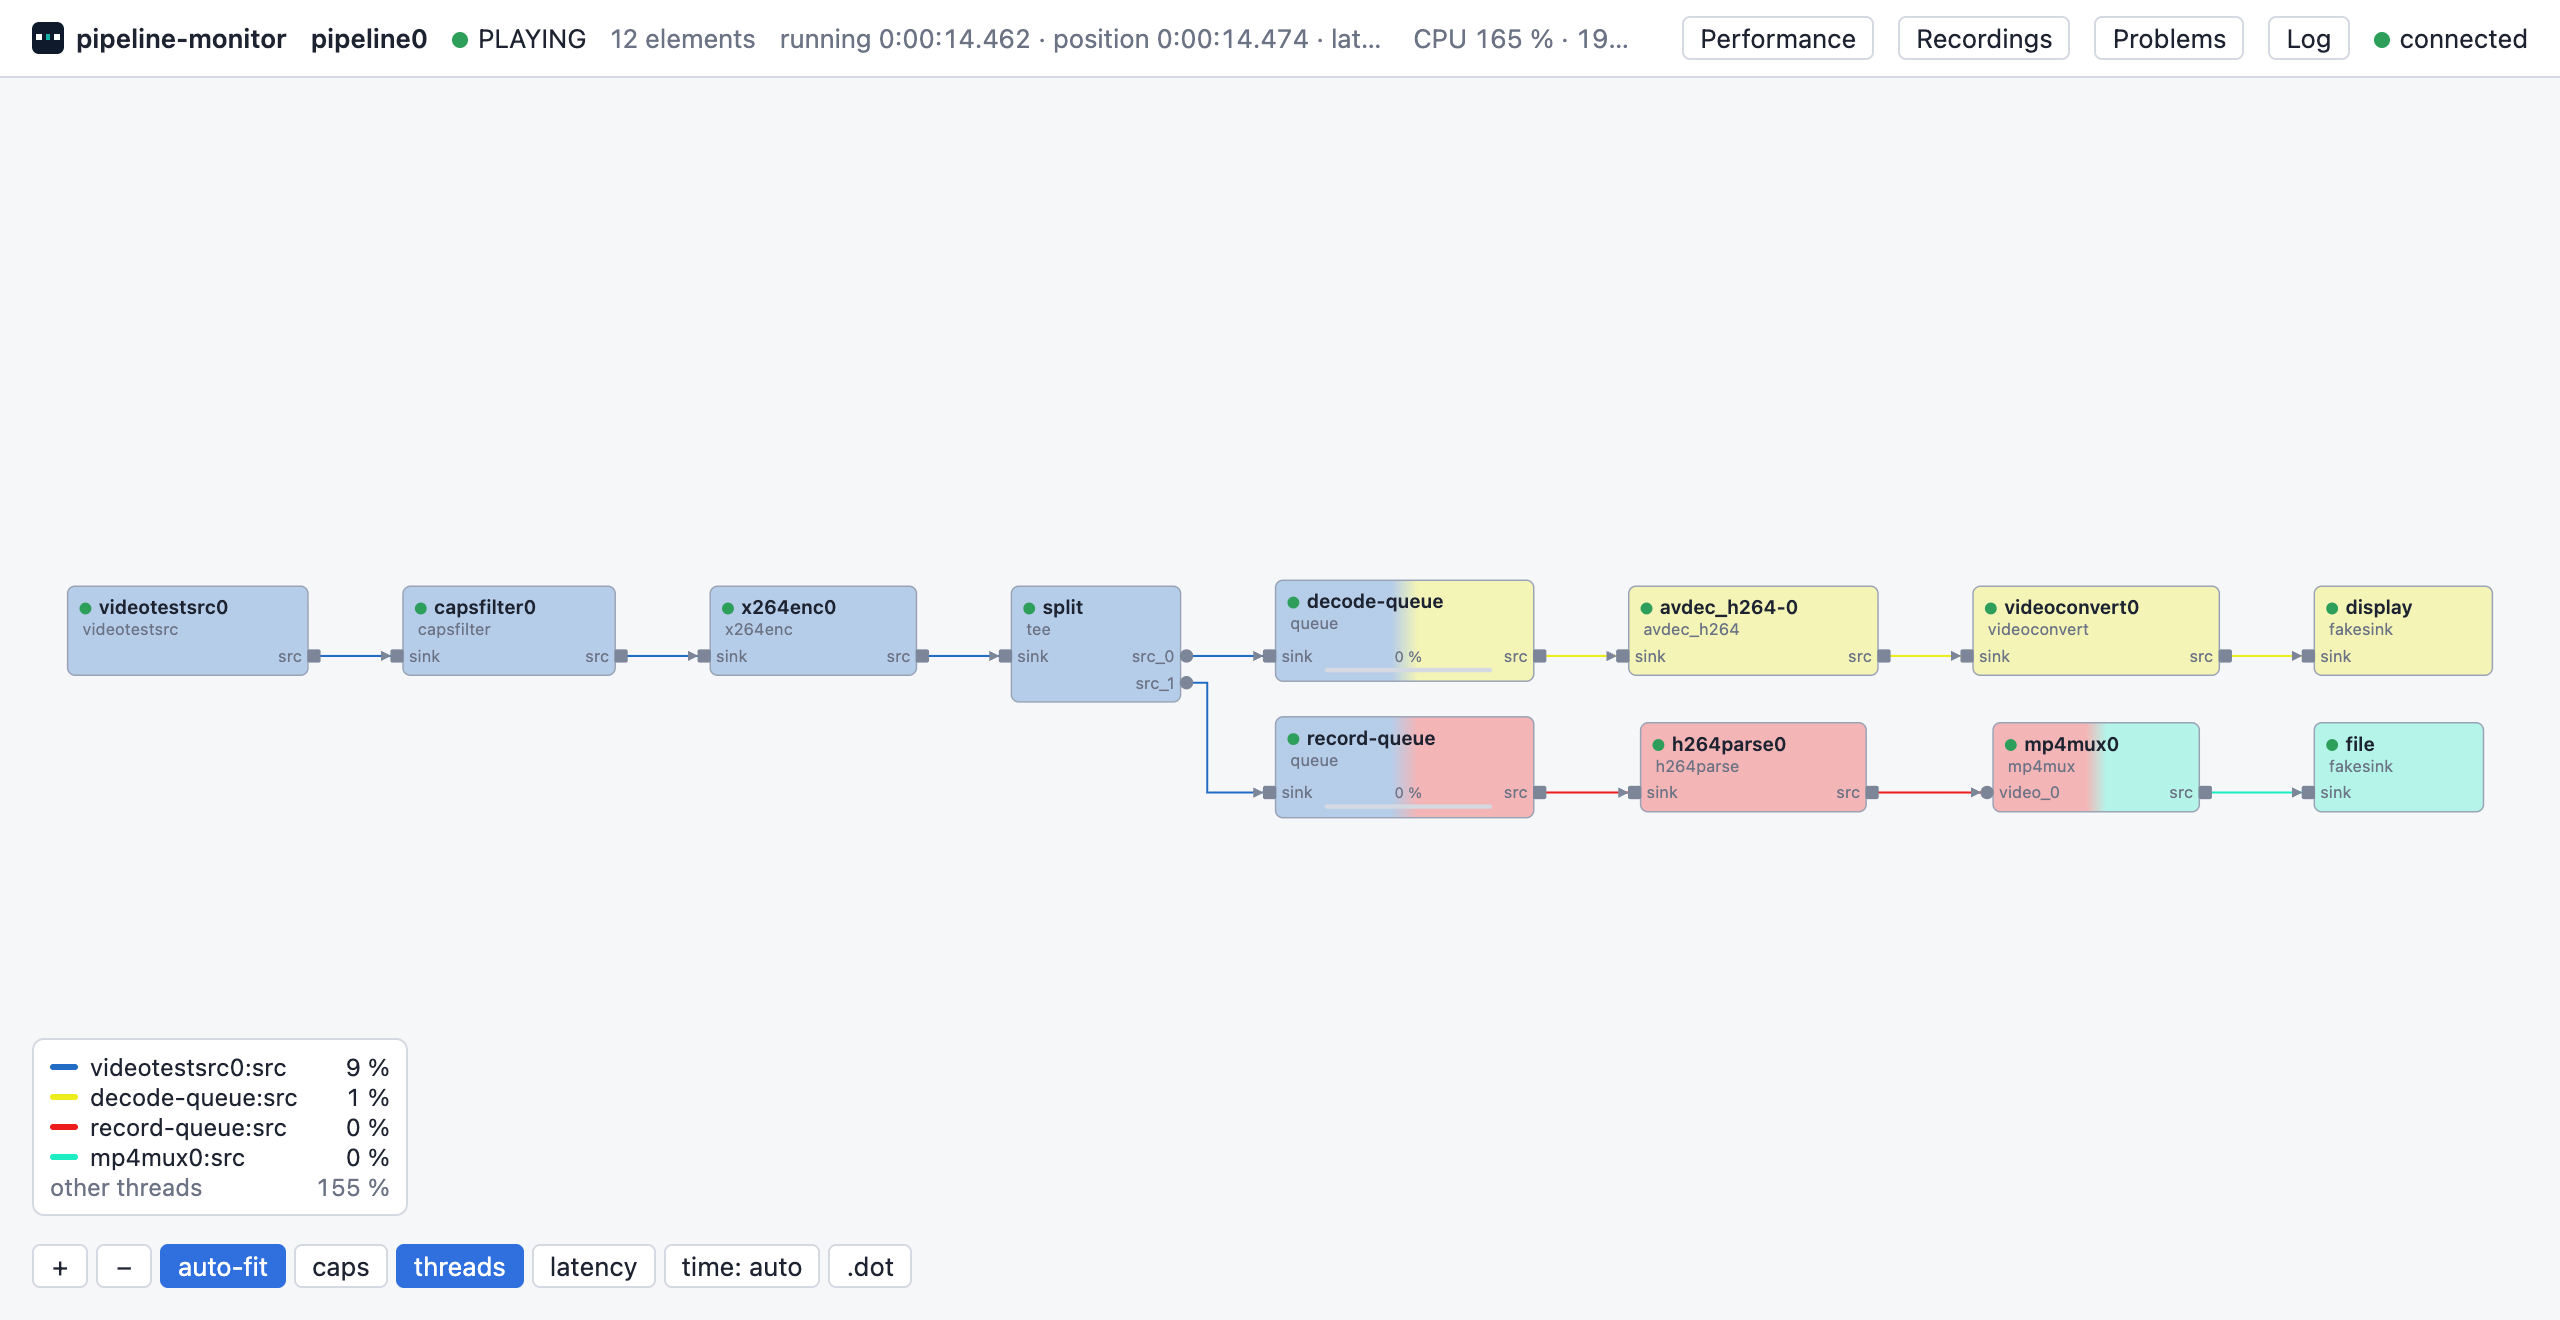 pipeline-monitor pipeline0 PLAYING 12 elements running 0:00:14.462 · position 0:00:14.474 · lat... CPU 165 % · 19... Performance Recordings Problems Log connected
videotestsrc0
videotestsrc
src
capsfilter0
capsfilter
sink src
x264enc0
x264enc
sink src
split
tee
sink src_0
src_1
decode-queue
queue
sink 0 % src
avdec_h264-0
avdec_h264
sink src
videoconvert0
videoconvert
sink src
display
fakesink
sink
record-queue
queue
sink 0 % src
h264parse0
h264parse
sink src
mp4mux0
mp4mux
video_0 src
file
fakesink
sink
videotestsrc0:src 9 %
decode-queue:src 1 %
record-queue:src 0 %
mp4mux0:src 0 %
other threads 155 %
+ − auto-fit caps threads latency time: auto .dot